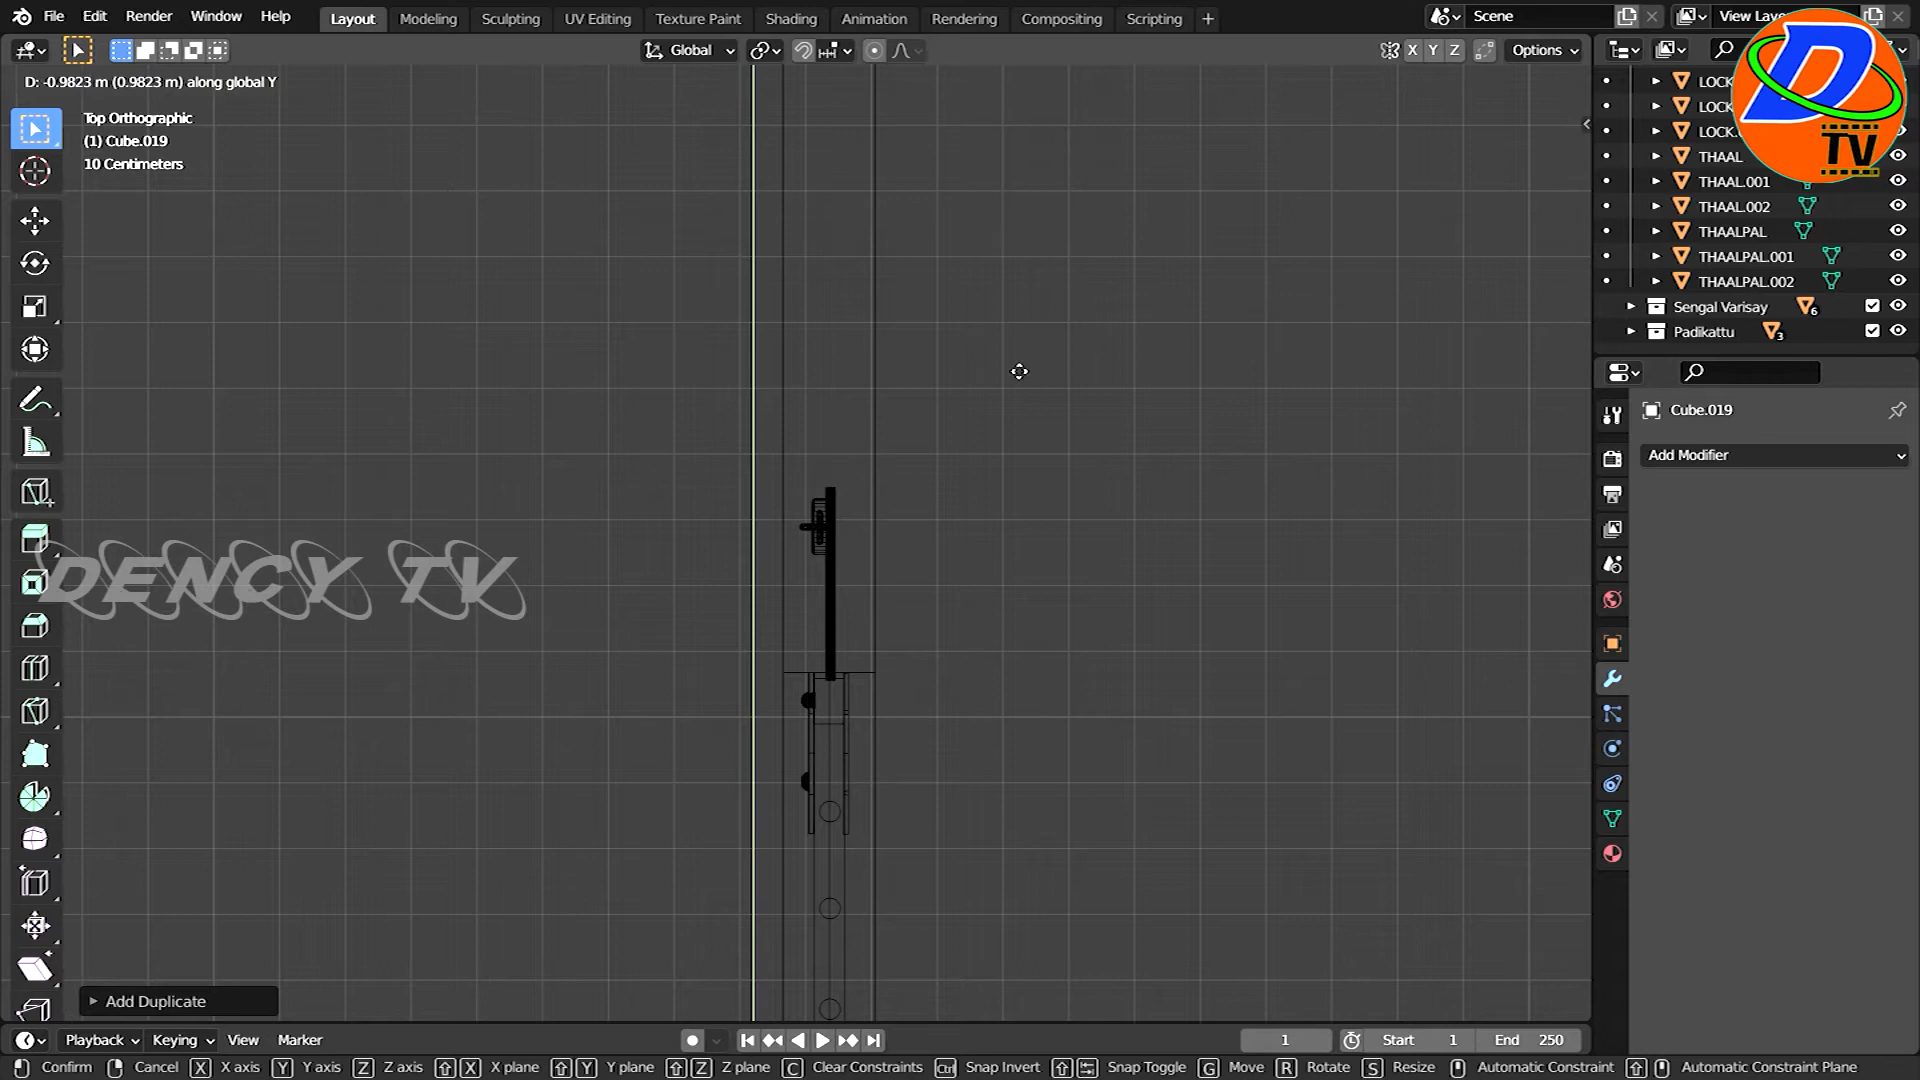 File Edit Render Window Help Layout Modeling Sculpting UV Editing Texture Paint Shading Animation Rendering Compositing Scripting + Scene View Laye
Global X Y Z Options
D: -0.9823 m (0.9823 m) along global Y
Top Orthographic
(1) Cube.019
10 Centimeters
LOCK
LOCK
LOCK.
THAAL
THAAL.001
THAAL.002
THAALPAL
THAALPAL.001
THAALPAL.002
Sengal Varisay 6
Padikattu 3
D TV
Cube.019
Add Modifier
DENCY TV
Add Duplicate
Playback Keying View Marker 1 Start 1 End 250
Confirm Cancel X X axis Y Y axis Z Z axis X X plane Y Y plane Z Z plane C Clear Constraints Ctrl Snap Invert Snap Toggle G Move R Rotate S Resize Automatic Constraint Automatic Constraint Plane